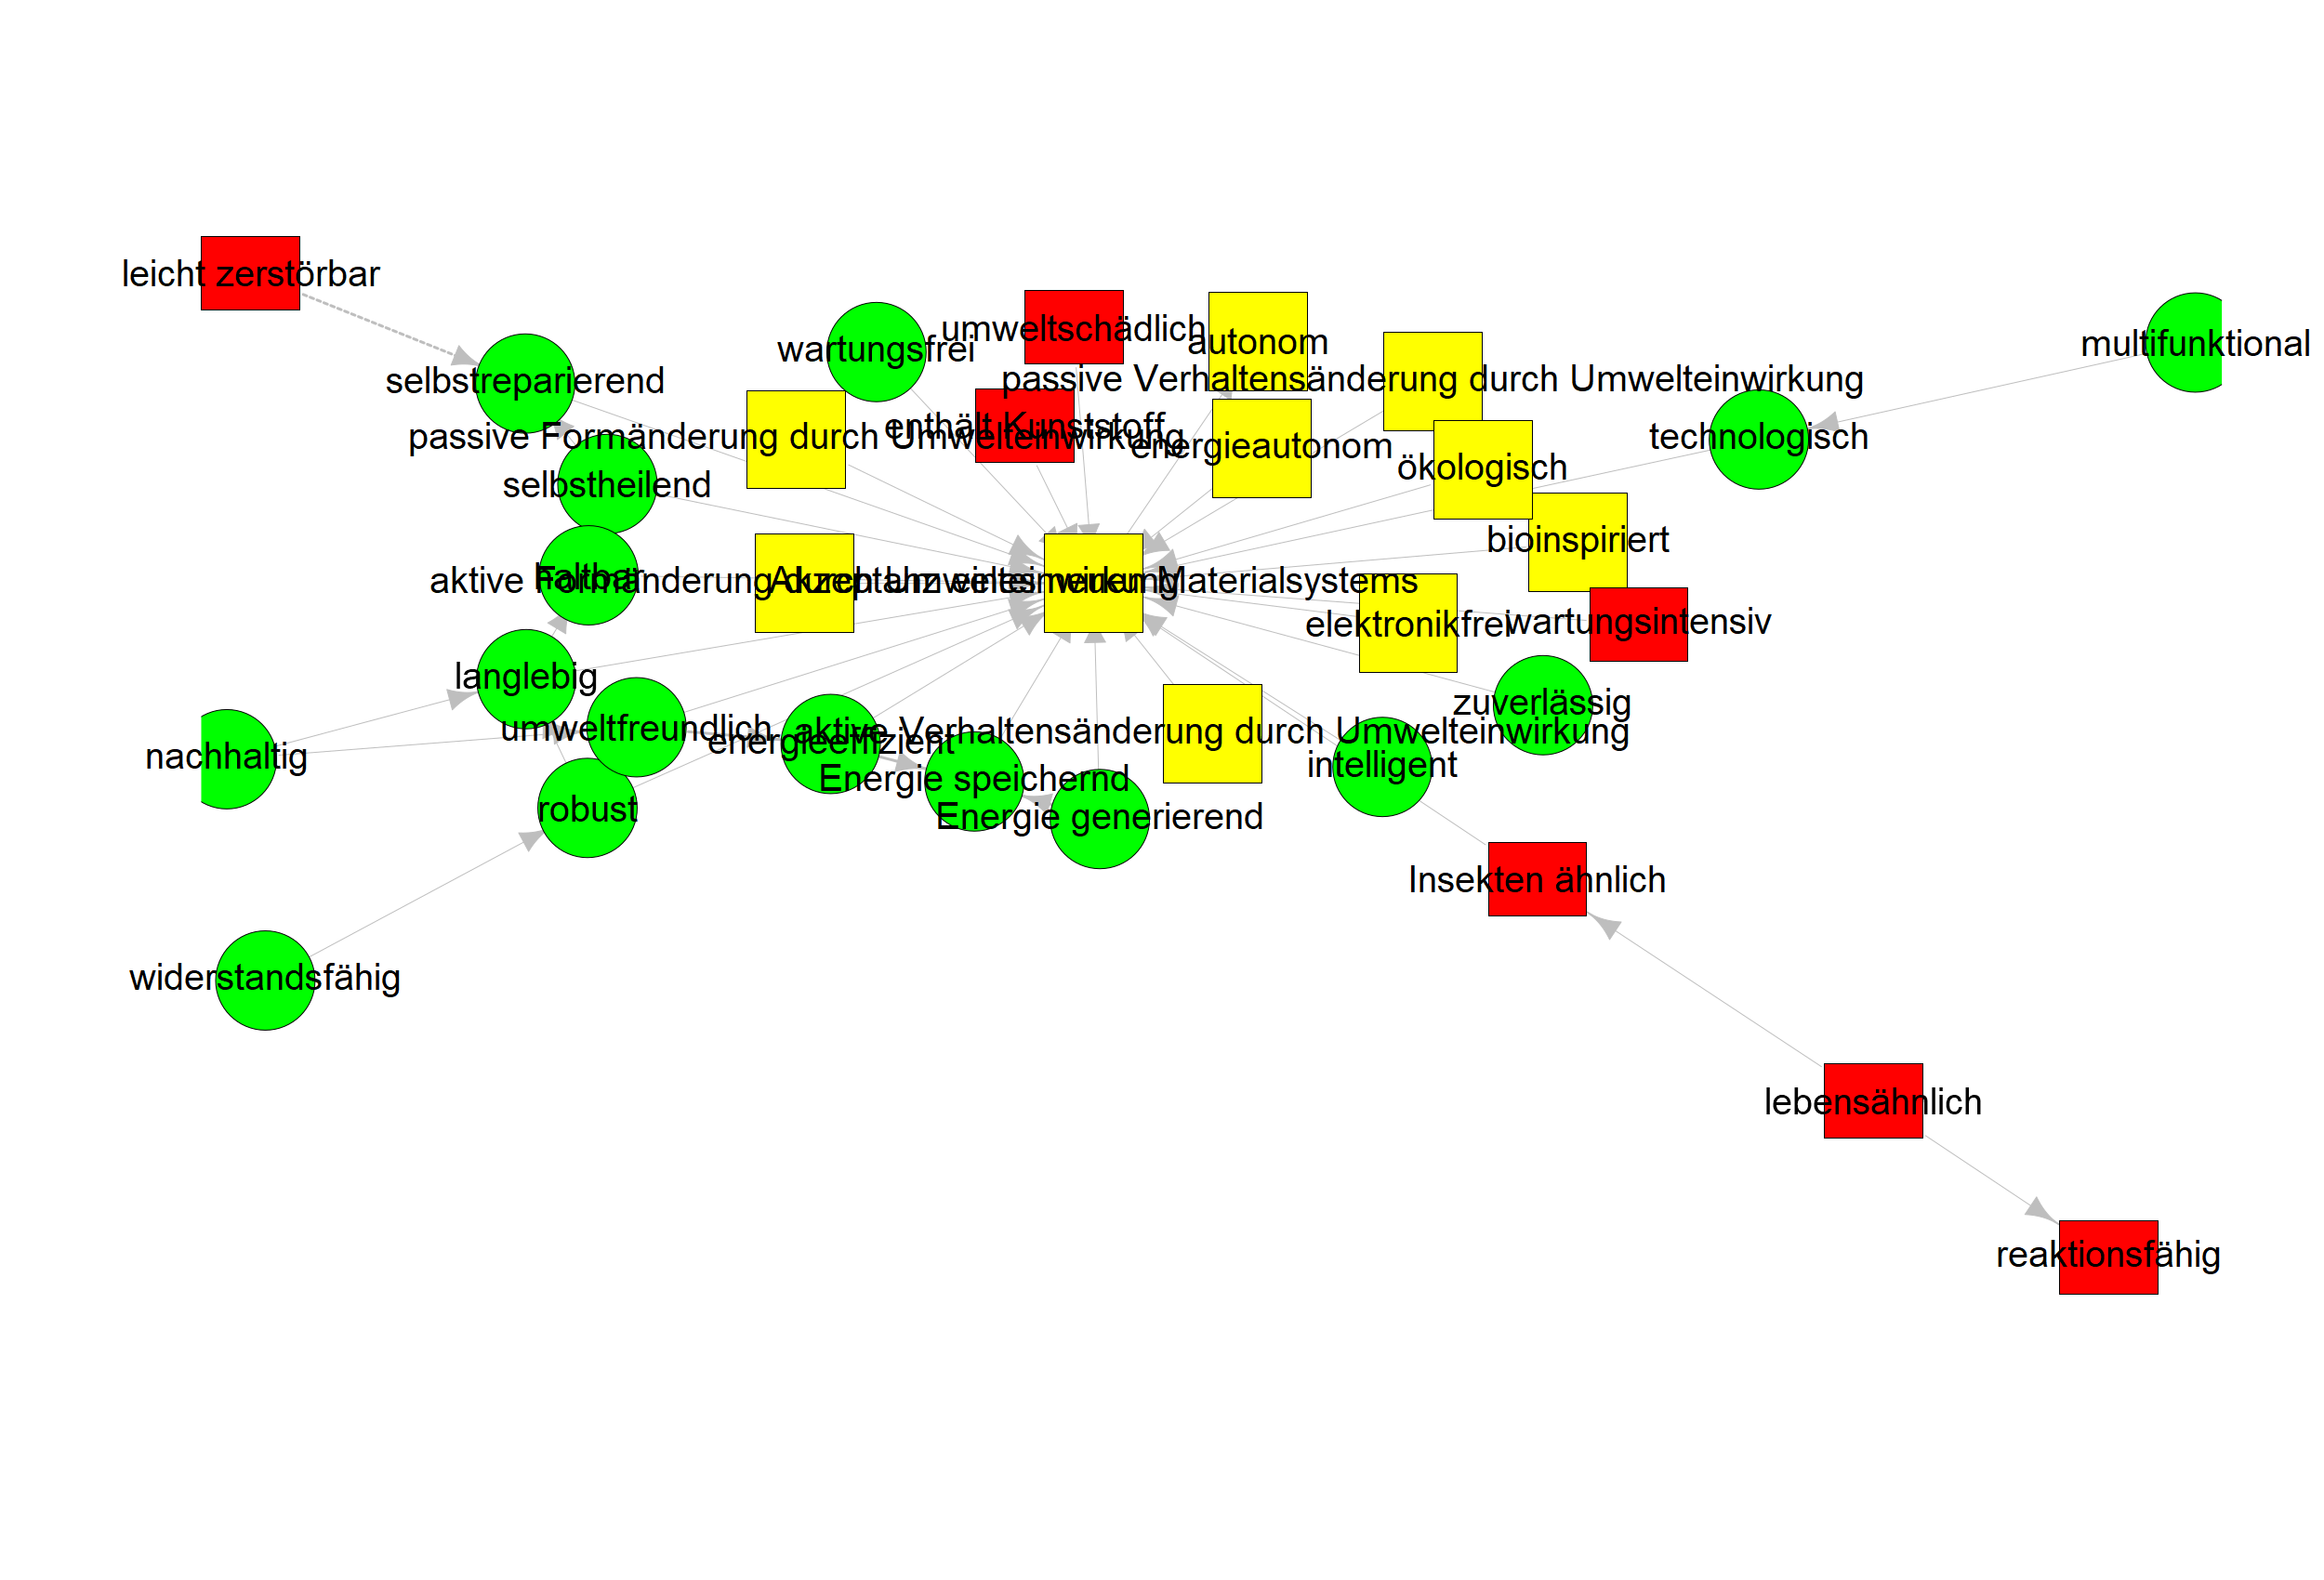 leicht zerstörbar
umweltschädlich
autonom
multifunktional
wartungsfrei
selbstreparierend
passive Verhaltensänderung durch Umwelteinwirkung
enthält Kunststoff
passive Formänderung durch Umwelteinwirkung
technologisch
energieautonom
ökologisch
selbstheilend
bioinspiriert
haltbar
aktive Formänderung durch Umwelteinwirkung
Akzeptanz eines neuen Materialsystems
elektronikfrei
wartungsintensiv
langlebig
zuverlässig
umweltfreundlich
aktive Verhaltensänderung durch Umwelteinwirkung
energieeffizient
nachhaltig
intelligent
Energie speichernd
robust
Energie generierend
Insekten ähnlich
widerstandsfähig
lebensähnlich
reaktionsfähig